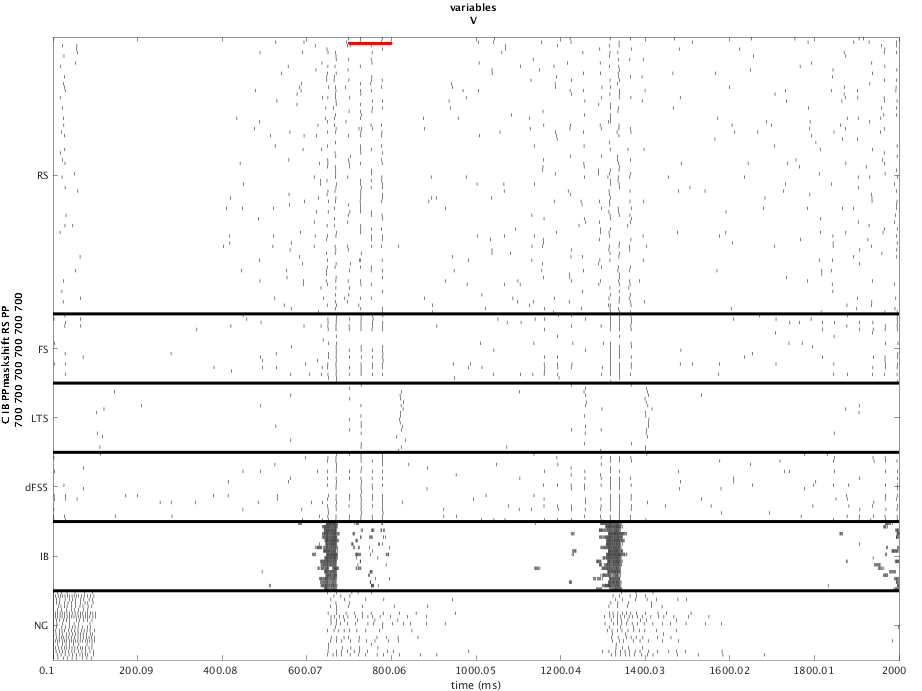 variables
V
C IB PPmaskshift RS PP
700 700 700 700 700 700
RS
FS
LTS
dFS5
IB
NG
0.1 200.09 400.08 600.07 800.06 1000.05 1200.04 1400.03 1600.02 1800.01 2000
time (ms)